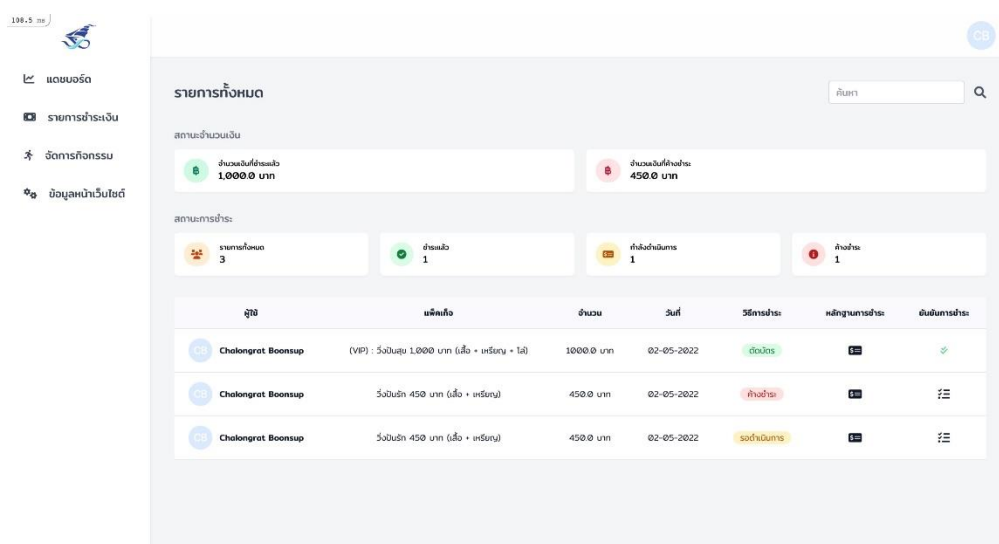 108.5 ms
CB
แดชบอร์ด
รายการชำระเงิน
จัดการกิจกรรม
ข้อมูลหน้าเว็บไซต์
รายการทั้งหมด
ค้นหา
สถานะจำนวนเงิน
จำนวนเงินที่ชำระแล้ว
1,000.0 บาท
จำนวนเงินที่ค้างชำระ
450.0 บาท
สถานะการชำระ
รายการทั้งหมด
3
ชำระแล้ว
1
กำลังดำเนินการ
1
ค้างชำระ
1
ผู้ใช้ แพ็คเก็จ จำนวน วันที่ วิธีการชำระ หลักฐานการชำระ ยันยันการชำระ
CB Chalongrat Boonsup (VIP) : วิ่งปันสุข 1,000 บาท (เสื้อ + เหรียญ + โล่) 1000.0 บาท 02-05-2022 ตัดบัตร
CB Chalongrat Boonsup วิ่งปันรัก 450 บาท (เสื้อ + เหรียญ) 450.0 บาท 02-05-2022 ค้างชำระ
CB Chalongrat Boonsup วิ่งปันรัก 450 บาท (เสื้อ + เหรียญ) 450.0 บาท 02-05-2022 รอดำเนินการ